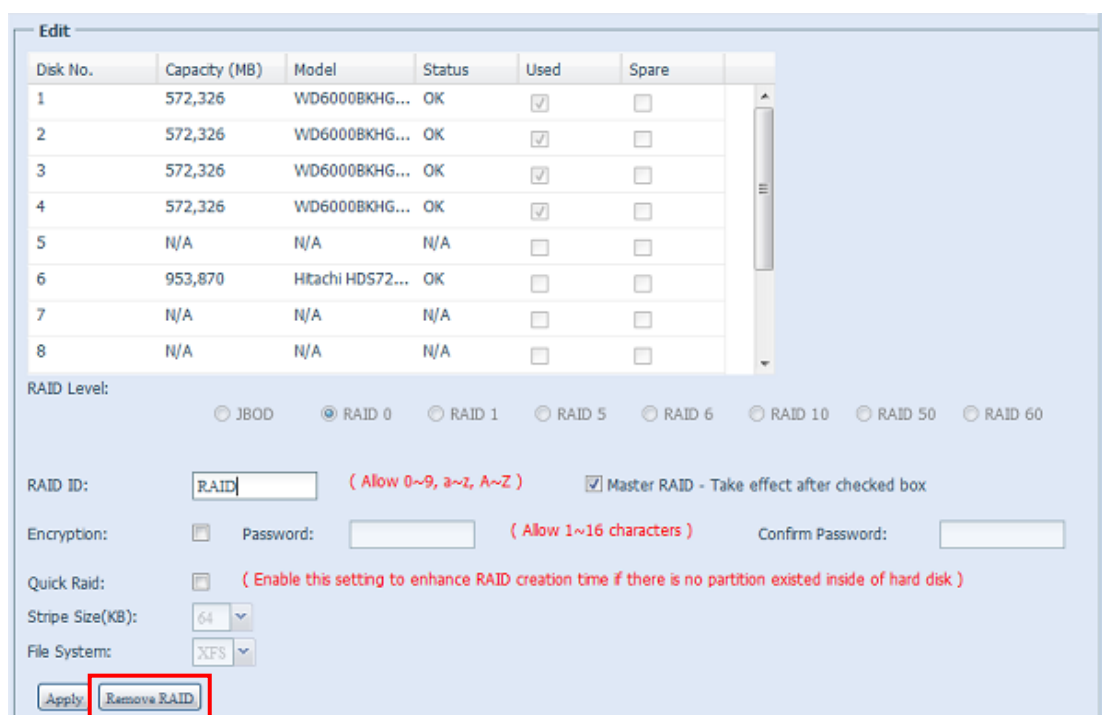 Edit
Disk No. Capacity (MB) Model Status Used Spare
1 572,326 WD6000BKHG... OK
2 572,326 WD6000BKHG... OK
3 572,326 WD6000BKHG... OK
4 572,326 WD6000BKHG... OK
5 N/A N/A N/A
6 953,870 Hitachi HDS72... OK
7 N/A N/A N/A
8 N/A N/A N/A
RAID Level:
JBOD RAID 0 RAID 1 RAID 5 RAID 6 RAID 10 RAID 50 RAID 60
RAID ID: RAID ( Allow 0~9, a~z, A~Z ) Master RAID - Take effect after checked box
Encryption: Password: ( Allow 1~16 characters ) Confirm Password:
Quick Raid: ( Enable this setting to enhance RAID creation time if there is no partition existed inside of hard disk )
Stripe Size(KB): 64
File System: XFS
Apply Remove RAID